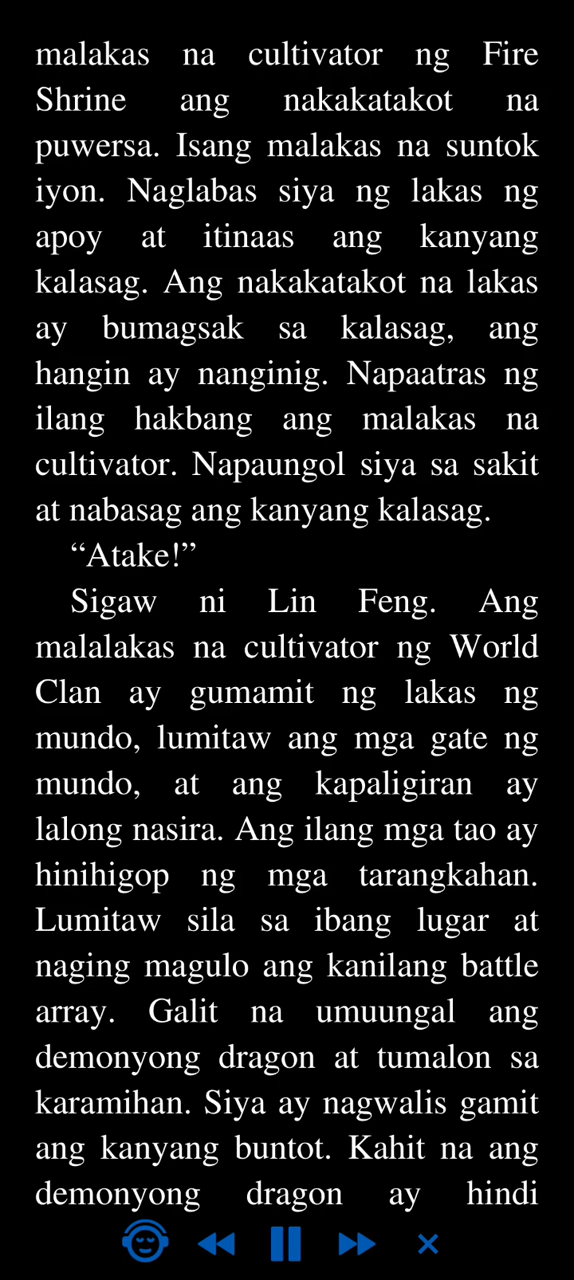 malakas na cultivator ng Fire
Shrine ang nakakatakot na
puwersa. Isang malakas na suntok
iyon. Naglabas siya ng lakas ng
apoy at itinaas ang kanyang
kalasag. Ang nakakatakot na lakas
ay bumagsak sa kalasag, ang
hangin ay nanginig. Napaatras ng
ilang hakbang ang malakas na
cultivator. Napaungol siya sa sakit
at nabasag ang kanyang kalasag.
“Atake!”
Sigaw ni Lin Feng. Ang
malalakas na cultivator ng World
Clan ay gumamit ng lakas ng
mundo, lumitaw ang mga gate ng
mundo, at ang kapaligiran ay
lalong nasira. Ang ilang mga tao ay
hinihigop ng mga tarangkahan.
Lumitaw sila sa ibang lugar at
naging magulo ang kanilang battle
array. Galit na umuungal ang
demonyong dragon at tumalon sa
karamihan. Siya ay nagwalis gamit
ang kanyang buntot. Kahit na ang
demonyong dragon ay hindi